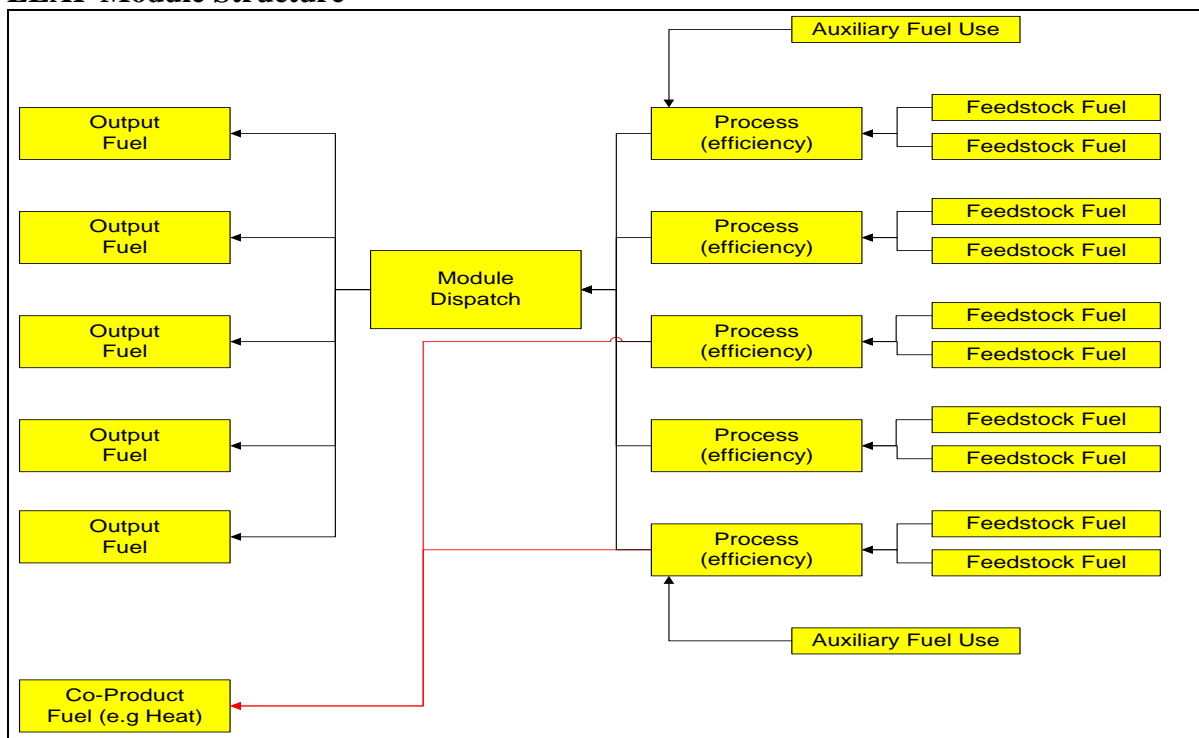 LEAP Module Structure
Auxiliary Fuel Use
Output
Fuel
Process
(efficiency)
Feedstock Fuel
Feedstock Fuel
Output
Fuel
Process
(efficiency)
Feedstock Fuel
Feedstock Fuel
Module
Dispatch
Output
Fuel
Process
(efficiency)
Feedstock Fuel
Feedstock Fuel
Output
Fuel
Process
(efficiency)
Feedstock Fuel
Feedstock Fuel
Output
Fuel
Process
(efficiency)
Feedstock Fuel
Feedstock Fuel
Auxiliary Fuel Use
Co-Product
Fuel (e.g Heat)